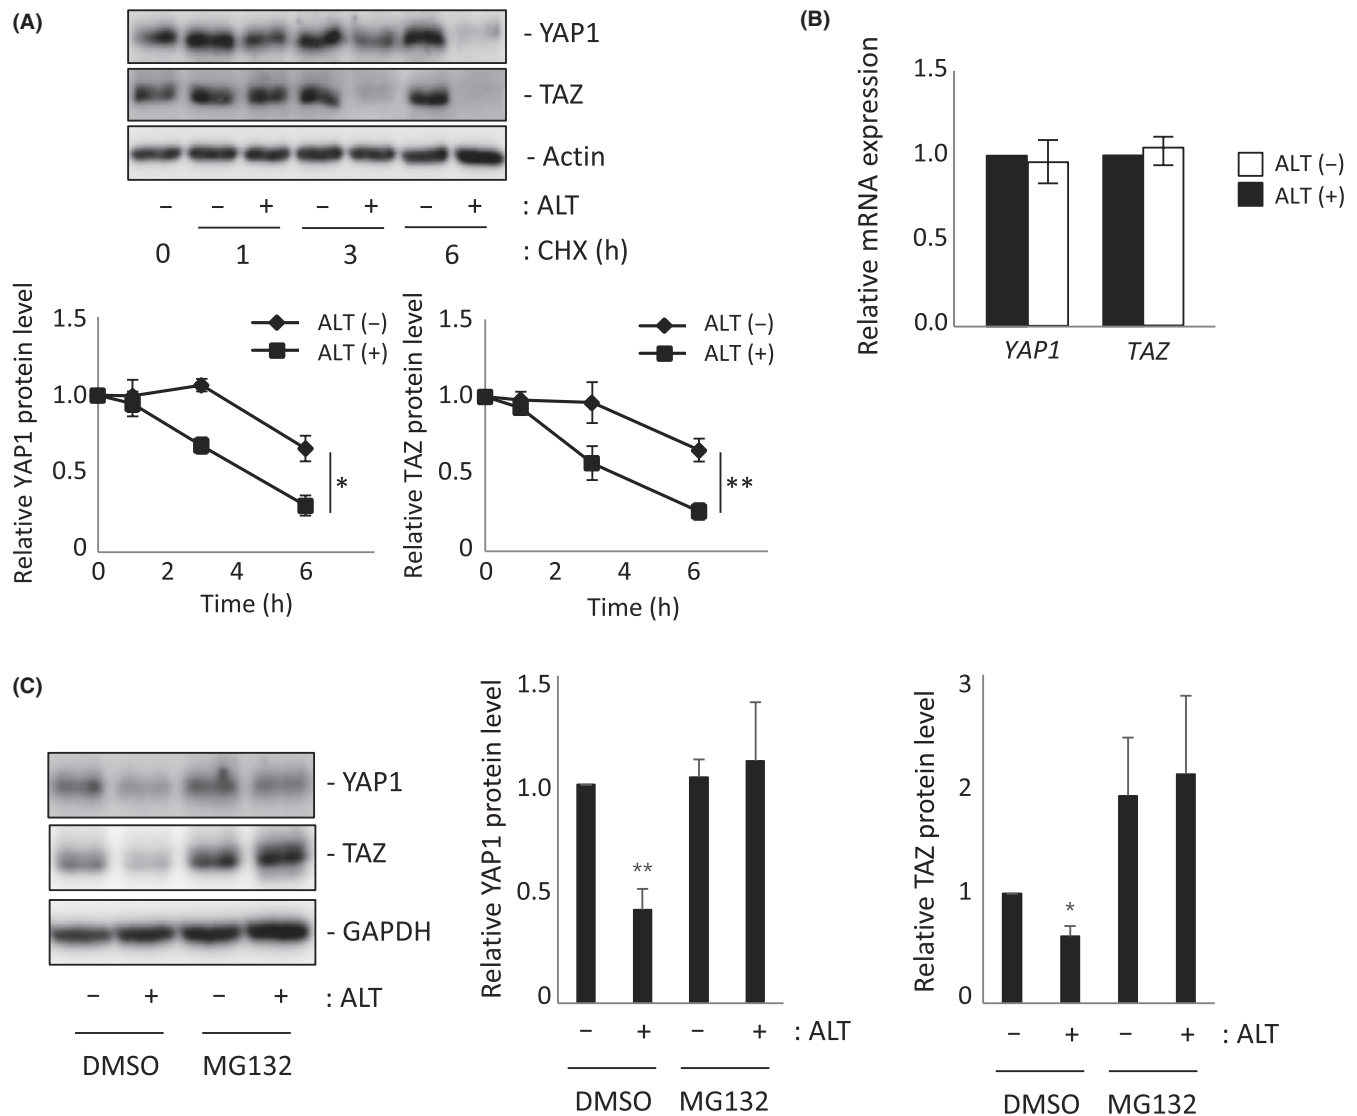 (A)
- YAP1
- TAZ
- Actin
− − + − + − + : ALT
0 1 3 6 : CHX (h)
Relative YAP1 protein level
1.5
1.0
0.5
0
0 2 4 6
Time (h)
ALT (−)
ALT (+)
*
Relative TAZ protein level
1.5
1.0
0.5
0
0 2 4 6
Time (h)
ALT (−)
ALT (+)
**
(B)
Relative mRNA expression
1.5
1.0
0.5
0.0
YAP1 TAZ
ALT (−)
ALT (+)
(C)
- YAP1
- TAZ
- GAPDH
− + − + : ALT
DMSO MG132
Relative YAP1 protein level
1.5
1.0
0.5
0
**
− + − + : ALT
DMSO MG132
Relative TAZ protein level
3
2
1
0
*
− + − + : ALT
DMSO MG132